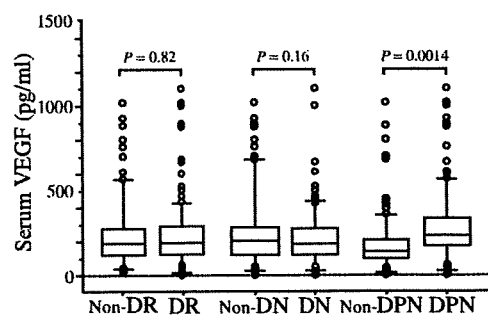 1500
1000
500
0
Serum VEGF (pg/ml)
P = 0.82
P = 0.16
P = 0.0014
Non-DR DR Non-DN DN Non-DPN DPN